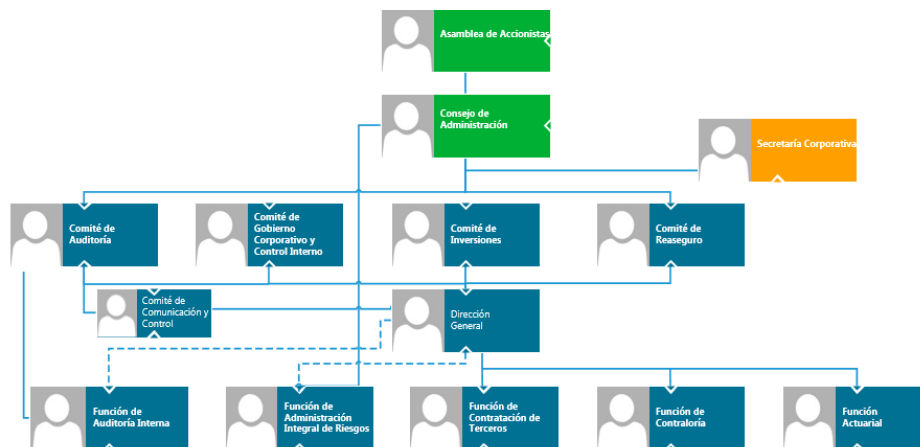 Asamblea de Accionistas
Consejo de
Administración
Secretaría Corporativa
Comité de
Auditoría
Comité de
Gobierno
Corporativo y
Control Interno
Comité de
Inversiones
Comité de
Reaseguro
Comité de
Comunicación y
Control
Dirección
General
Función de
Auditoría Interna
Función de
Administración
Integral de Riesgos
Función de
Contratación de
Terceros
Función de
Contraloría
Función
Actuarial